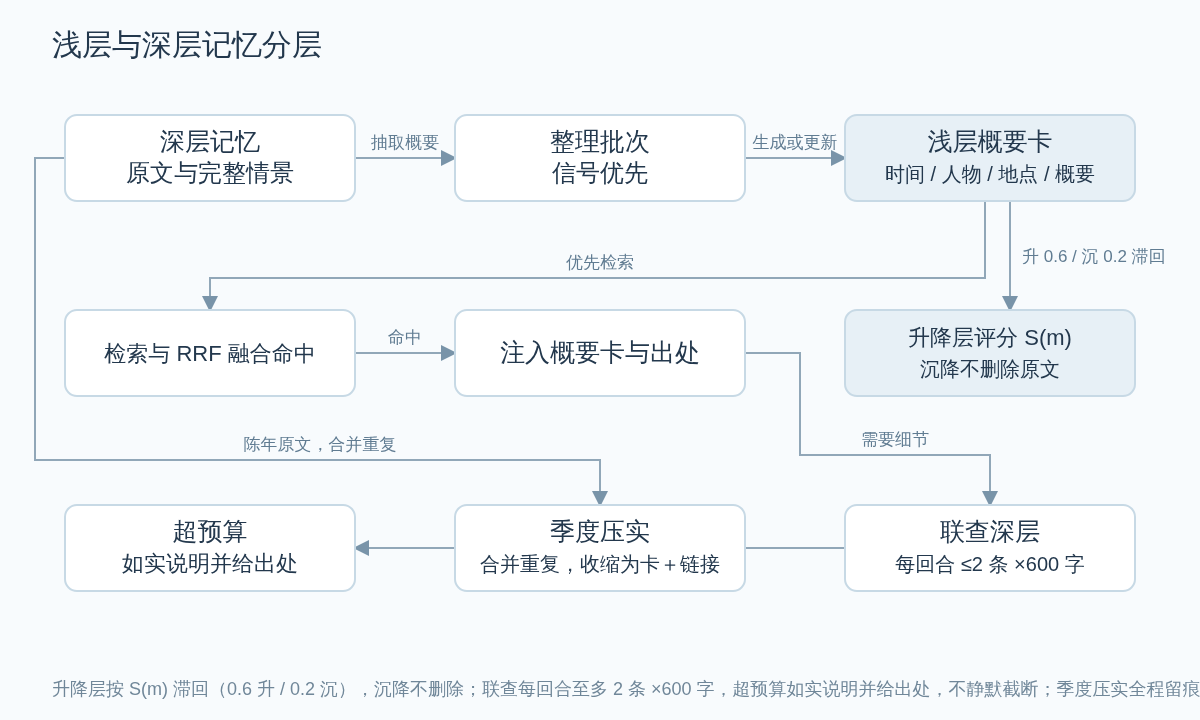 浅层与深层记忆分层
深层记忆
原文与完整情景
抽取概要
整理批次
信号优先
生成或更新
浅层概要卡
时间 / 人物 / 地点 / 概要
优先检索
升 0.6 / 沉 0.2 滞回
检索与 RRF 融合命中
命中
注入概要卡与出处
升降层评分 S(m)
沉降不删除原文
陈年原文，合并重复
需要细节
超预算
如实说明并给出处
季度压实
合并重复，收缩为卡＋链接
联查深层
每回合 ≤2 条 ×600 字
升降层按 S(m) 滞回（0.6 升 / 0.2 沉），沉降不删除；联查每回合至多 2 条 ×600 字，超预算如实说明并给出处，不静默截断；季度压实全程留痕